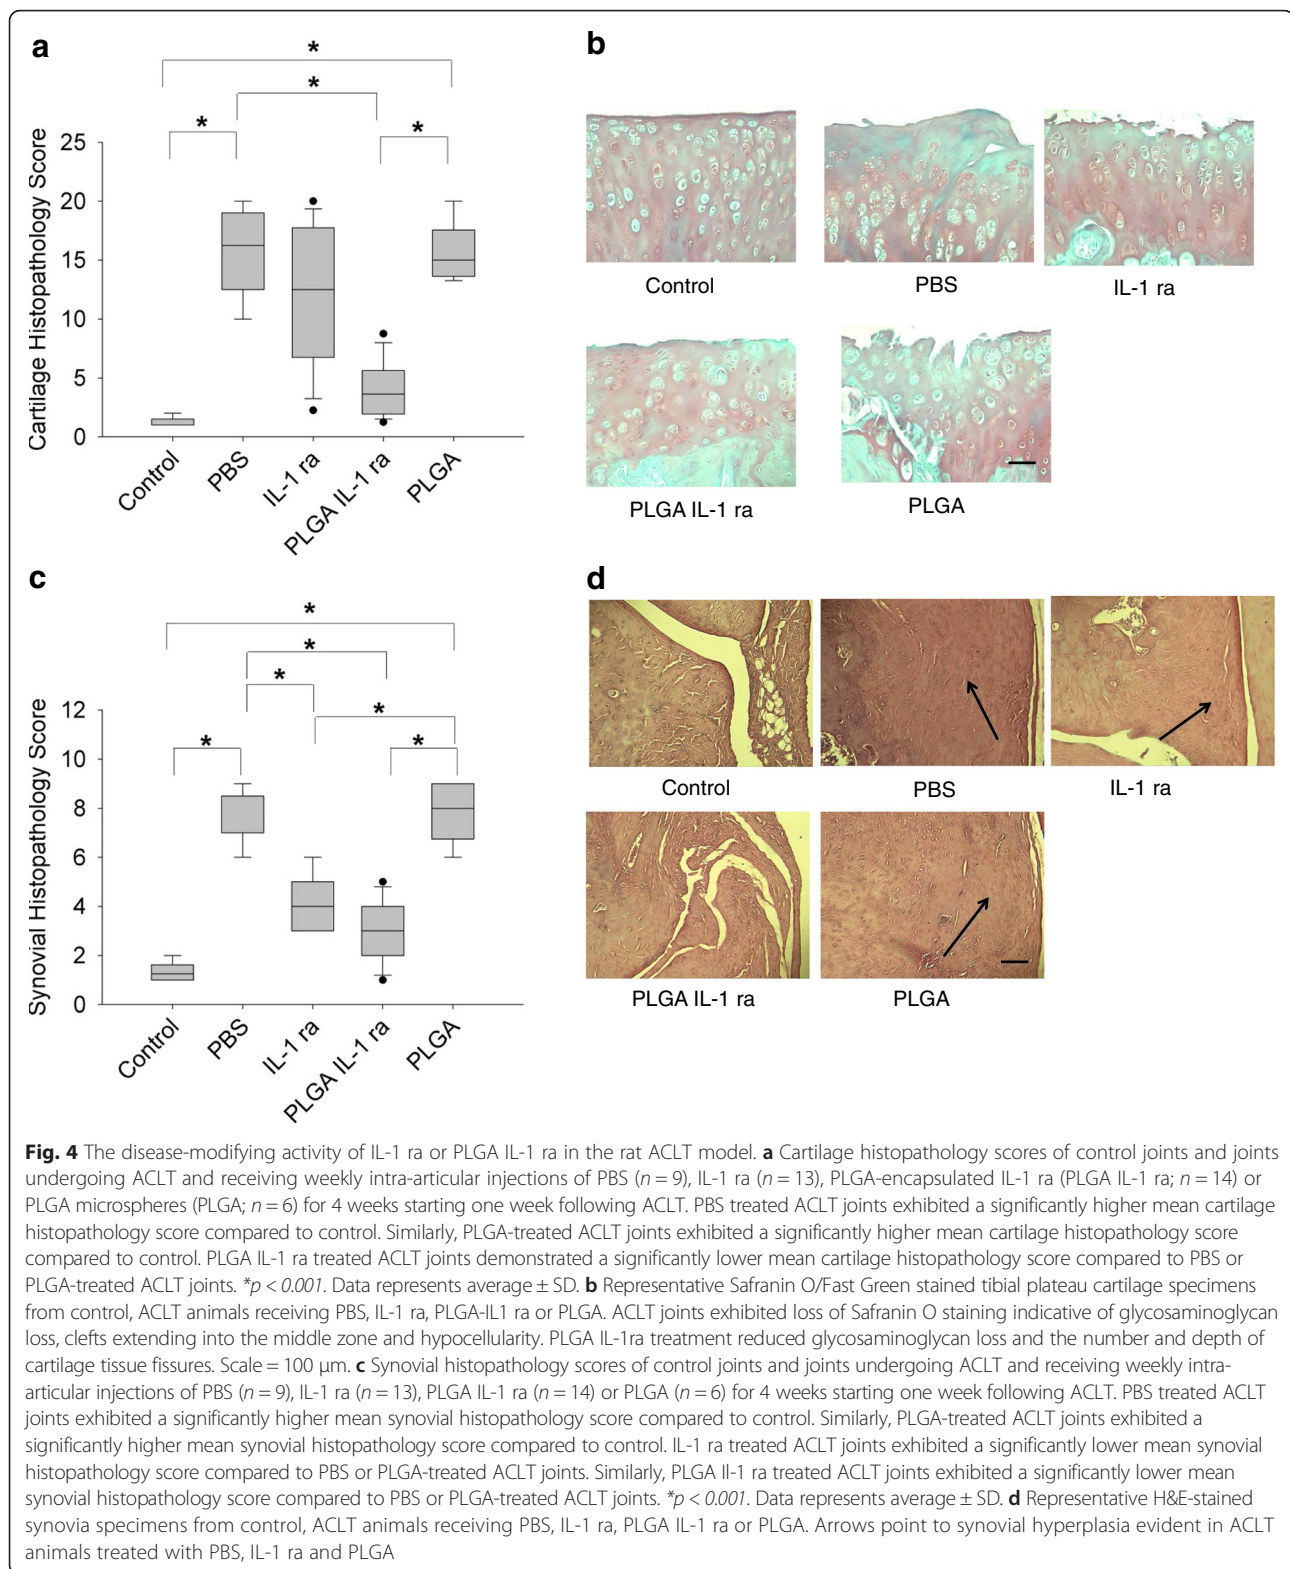 a
*
*
*
*
Cartilage Histopathology Score
25
20
15
10
5
0
Control
PBS
IL-1 ra
PLGA IL-1 ra
PLGA
b
Control
PBS
IL-1 ra
PLGA IL-1 ra
PLGA
c
*
*
*
*
*
*
Synovial Histopathology Score
12
10
8
6
4
2
0
Control
PBS
IL-1 ra
PLGA IL-1 ra
PLGA
d
Control
PBS
IL-1 ra
PLGA IL-1 ra
PLGA
Fig. 4 The disease-modifying activity of IL-1 ra or PLGA IL-1 ra in the rat ACLT model. a Cartilage histopathology scores of control joints and joints
undergoing ACLT and receiving weekly intra-articular injections of PBS (n = 9), IL-1 ra (n = 13), PLGA-encapsulated IL-1 ra (PLGA IL-1 ra; n = 14) or
PLGA microspheres (PLGA; n = 6) for 4 weeks starting one week following ACLT. PBS treated ACLT joints exhibited a significantly higher mean cartilage
histopathology score compared to control. Similarly, PLGA-treated ACLT joints exhibited a significantly higher mean cartilage histopathology score
compared to control. PLGA IL-1 ra treated ACLT joints demonstrated a significantly lower mean cartilage histopathology score compared to PBS or
PLGA-treated ACLT joints. *p < 0.001. Data represents average ± SD. b Representative Safranin O/Fast Green stained tibial plateau cartilage specimens
from control, ACLT animals receiving PBS, IL-1 ra, PLGA-IL1 ra or PLGA. ACLT joints exhibited loss of Safranin O staining indicative of glycosaminoglycan
loss, clefts extending into the middle zone and hypocellularity. PLGA IL-1ra treatment reduced glycosaminoglycan loss and the number and depth of
cartilage tissue fissures. Scale = 100 μm. c Synovial histopathology scores of control joints and joints undergoing ACLT and receiving weekly intra-
articular injections of PBS (n = 9), IL-1 ra (n = 13), PLGA IL-1 ra (n = 14) or PLGA (n = 6) for 4 weeks starting one week following ACLT. PBS treated ACLT
joints exhibited a significantly higher mean synovial histopathology score compared to control. Similarly, PLGA-treated ACLT joints exhibited a
significantly higher mean synovial histopathology score compared to control. IL-1 ra treated ACLT joints exhibited a significantly lower mean synovial
histopathology score compared to PBS or PLGA-treated ACLT joints. Similarly, PLGA Il-1 ra treated ACLT joints exhibited a significantly lower mean
synovial histopathology score compared to PBS or PLGA-treated ACLT joints. *p < 0.001. Data represents average ± SD. d Representative H&E-stained
synovia specimens from control, ACLT animals receiving PBS, IL-1 ra, PLGA IL-1 ra or PLGA. Arrows point to synovial hyperplasia evident in ACLT
animals treated with PBS, IL-1 ra and PLGA